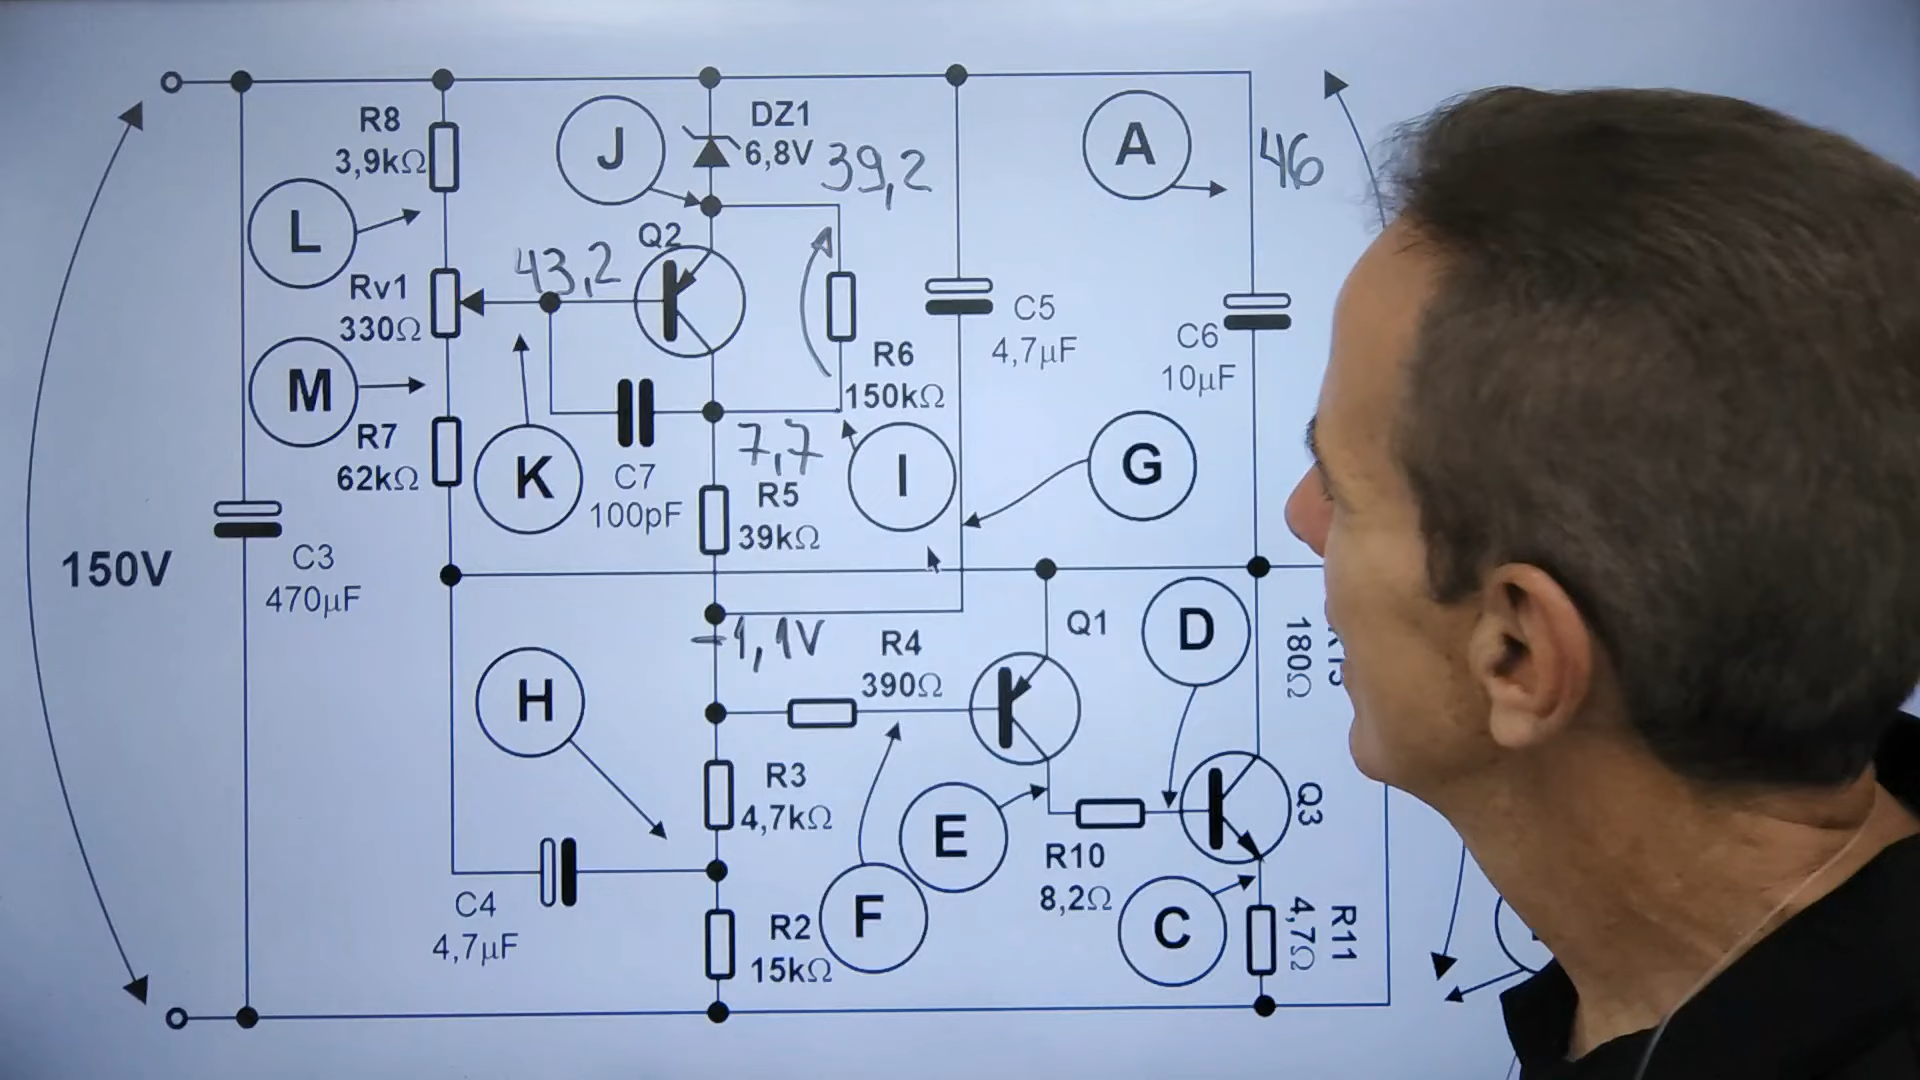 R8
3,9kΩ
J
DZ1
6,8V
39,2
A
46
L
43,2
Q2
Rv1
330Ω
C5
4,7µF
C6
10µF
R6
150kΩ
M
R7
62kΩ
K
C7
100pF
7,7
R5
39kΩ
I
G
150V
C3
470µF
-1,1V
R4
390Ω
Q1
D
180Ω
H
R3
4,7kΩ
E
Q3
R10
8,2Ω
C4
4,7µF
R2
15kΩ
F
C
4,7Ω
R11